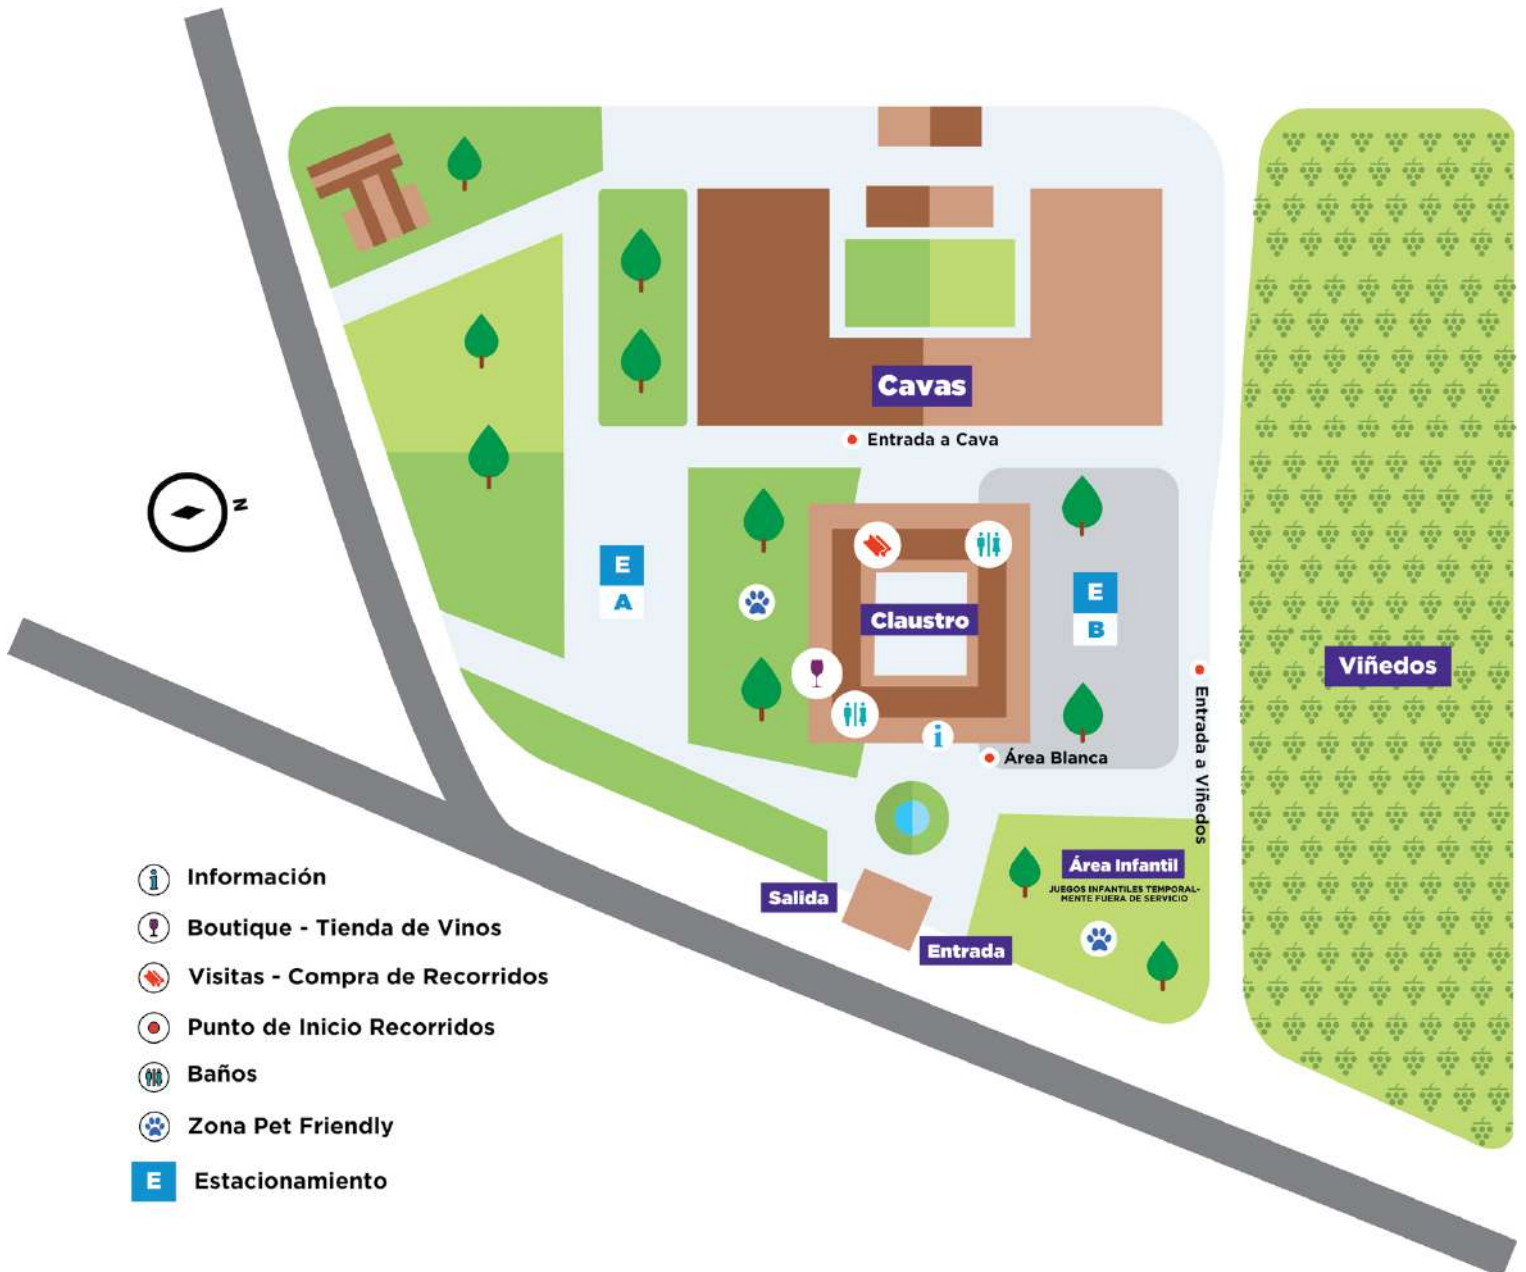 Cavas
Entrada a Cava
N
E
A
Claustro
E
B
Viñedos
Entrada a Viñedos
i
Área Blanca
Área Infantil
JUEGOS INFANTILES TEMPORAL-
MENTE FUERA DE SERVICIO
Salida
Entrada
i Información
Boutique - Tienda de Vinos
Visitas - Compra de Recorridos
Punto de Inicio Recorridos
Baños
Zona Pet Friendly
E Estacionamiento